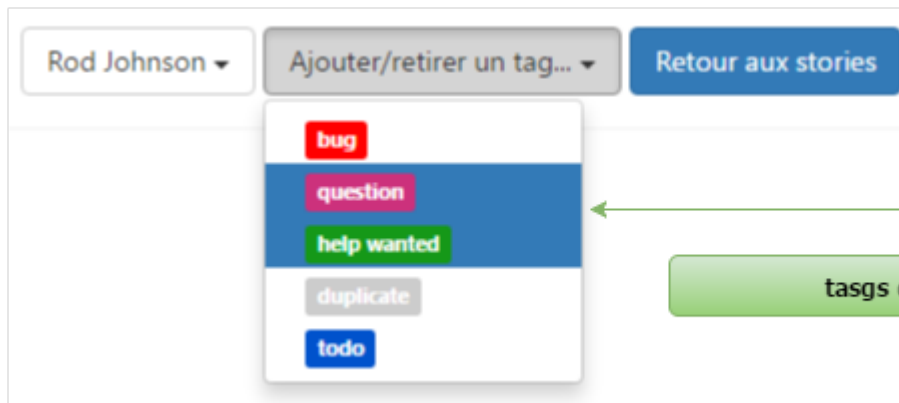 Rod Johnson
Ajouter/retirer un tag...
Retour aux stories
bug
question
help wanted
tasgs
duplicate
todo